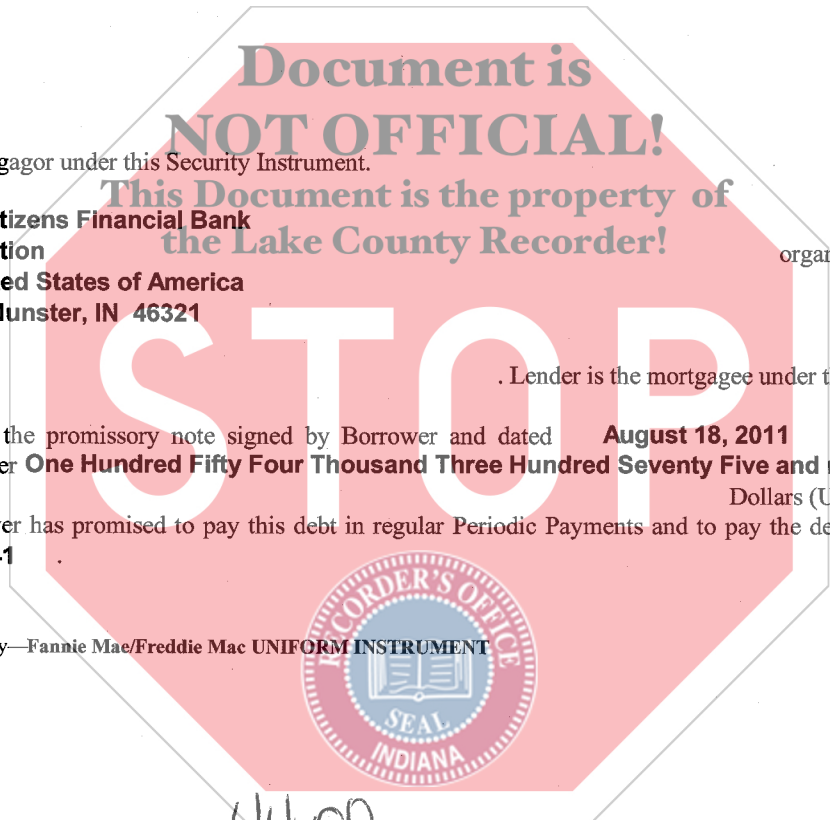 Document is
NOT OFFICIAL!
gagor under this Security Instrument.
This Document is the property of
tizens Financial Bank
the Lake County Recorder!
tion
organ
ed States of America
unster, IN 46321
STOP
. Lender is the mortgagee under t
the promissory note signed by Borrower and dated August 18, 2011
er One Hundred Fifty Four Thousand Three Hundred Seventy Five and
Dollars (U
er has promised to pay this debt in regular Periodic Payments and to pay the de
1 .
RECORDER'S OFFICE
y—Fannie Mae/Freddie Mac UNIFORM INSTRUMENT
SEAL
INDIANA